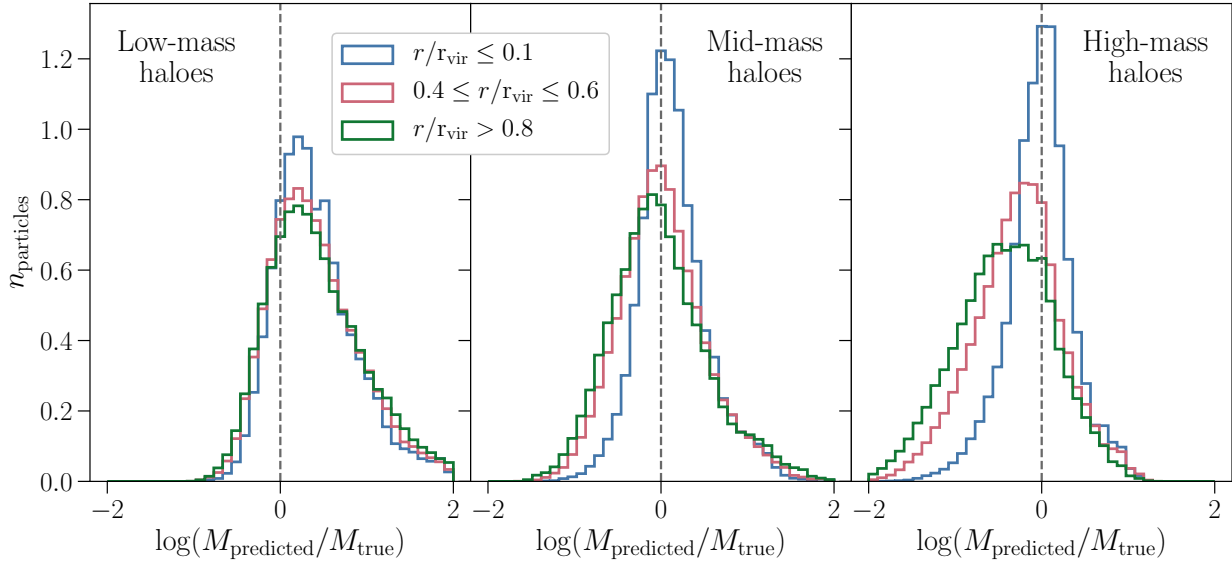 Low-mass
haloes
r/r_vir ≤ 0.1
0.4 ≤ r/r_vir ≤ 0.6
r/r_vir > 0.8
Mid-mass
haloes
High-mass
haloes
n_particles
1.2
1.0
0.8
0.6
0.4
0.2
0.0
−2 0 2
−2 0 2
−2 0 2
log(M_predicted/M_true)
log(M_predicted/M_true)
log(M_predicted/M_true)